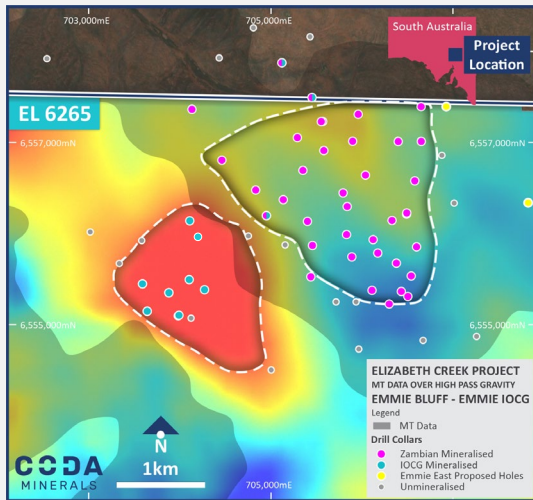 703,000mE
705,000mE
South Australia
Project
Location
EL 6265
6,557,000mN
6,557,000mN
6,555,000mN
6,555,000mN
N
1km
CODA
MINERALS
705,000mE
ELIZABETH CREEK PROJECT
MT DATA OVER HIGH PASS GRAVITY
EMMIE BLUFF - EMMIE IOCG
Legend
MT Data
Drill Collars
Zambian Mineralised
IOCG Mineralised
Emmie East Proposed Holes
Unmineralised